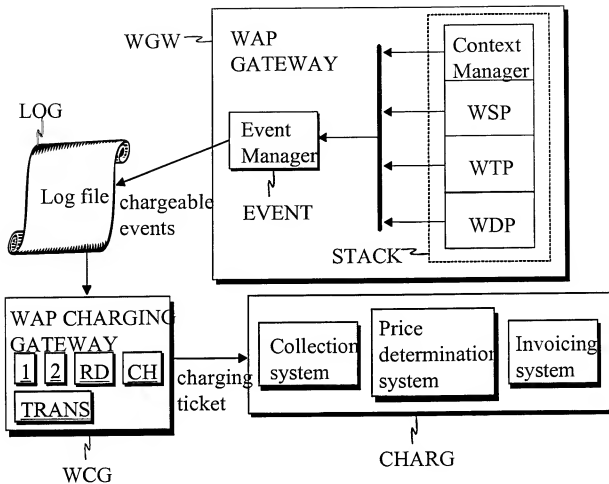 WGW
WAP
GATEWAY
Context
Manager
WSP
WTP
WDP
STACK
Event
Manager
EVENT
LOG
Log file
chargeable
events
WAP CHARGING
GATEWAY
1 2 RD CH
TRANS
WCG
charging
ticket
Collection
system
Price
determination
system
Invoicing
system
CHARG